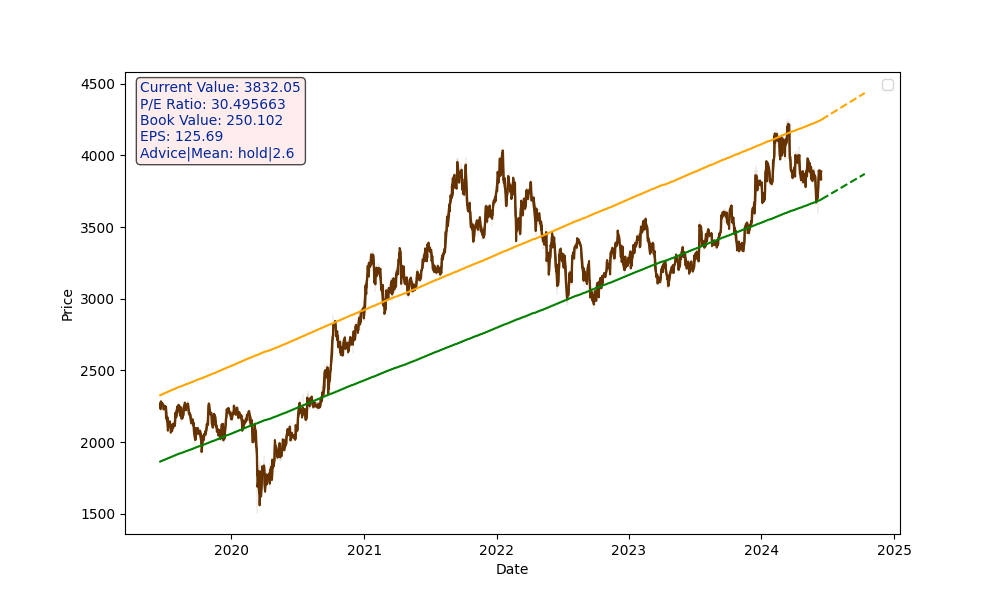 Current Value: 3832.05
P/E Ratio: 30.495663
Book Value: 250.102
EPS: 125.69
Advice|Mean: hold|2.6
4500
4000
3500
3000
2500
2000
1500
Price
2020 2021 2022 2023 2024 2025
Date